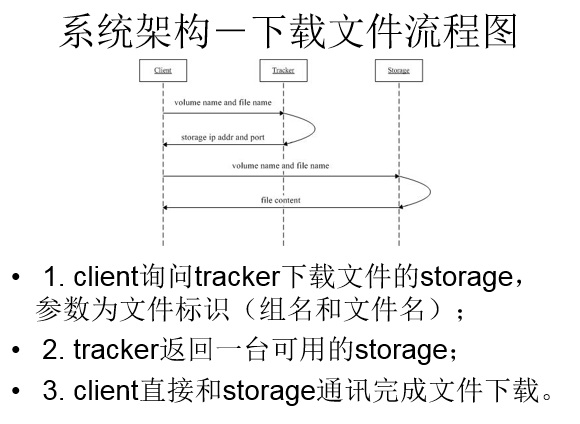 系统架构－下载文件流程图
Client Tracker Storage
volume name and file name
storage ip addr and port
volume name and file name
file content
• 1. client询问tracker下载文件的storage，
参数为文件标识（组名和文件名）；
• 2. tracker返回一台可用的storage；
• 3. client直接和storage通讯完成文件下载。